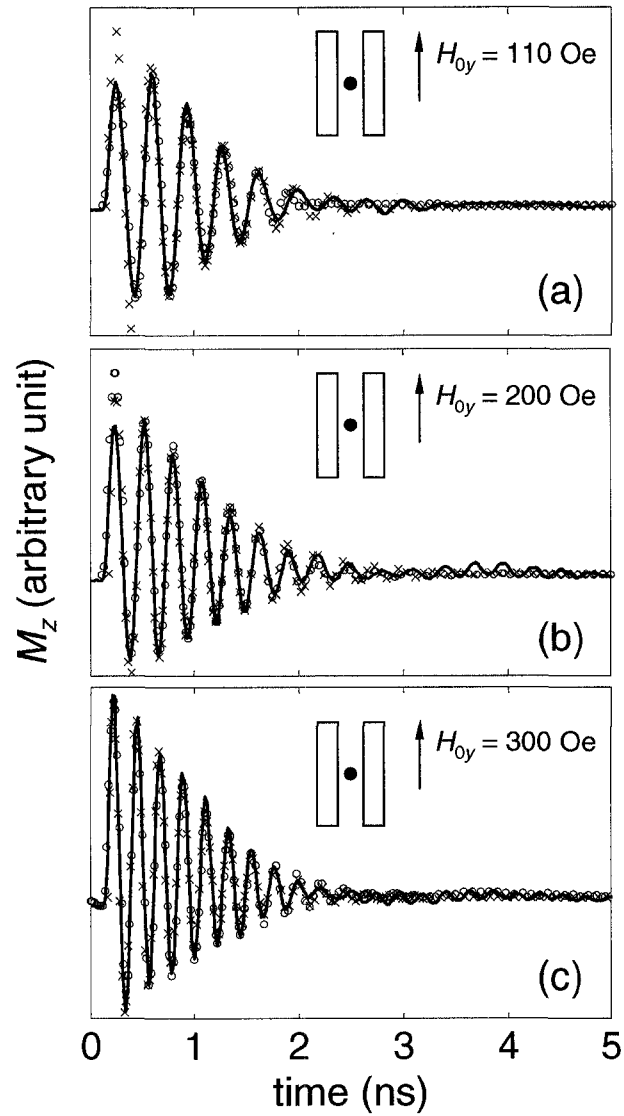 H0y = 110 Oe
(a)
H0y = 200 Oe
(b)
H0y = 300 Oe
(c)
Mz (arbitrary unit)
0 1 2 3 4 5
time (ns)